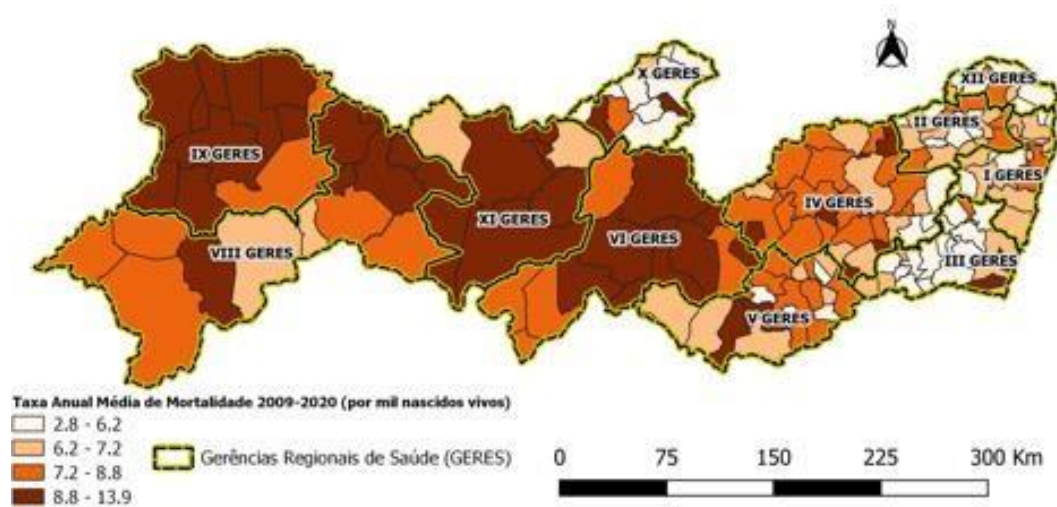 N
X GERES
XII GERES
II GERES
IX GERES
I GERES
IV GERES
XI GERES
VI GERES
VIII GERES
III GERES
V GERES
Taxa Anual Média de Mortalidade 2009-2020 (por mil nascidos vivos)
2.8 - 6.2
6.2 - 7.2
7.2 - 8.8
8.8 - 13.9
Gerências Regionais de Saúde (GERES)
0 75 150 225 300 Km